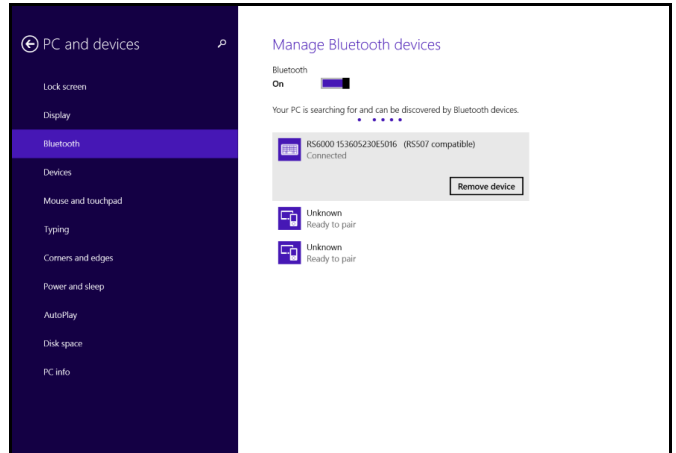 PC and devices
Lock screen
Display
Bluetooth
Devices
Mouse and touchpad
Typing
Corners and edges
Power and sleep
AutoPlay
Disk space
PC info
Manage Bluetooth devices
Bluetooth
On
Your PC is searching for and can be discovered by Bluetooth devices.
RS6000 153605230E5016 (RS507 compatible)
Connected
Remove device
Unknown
Ready to pair
Unknown
Ready to pair